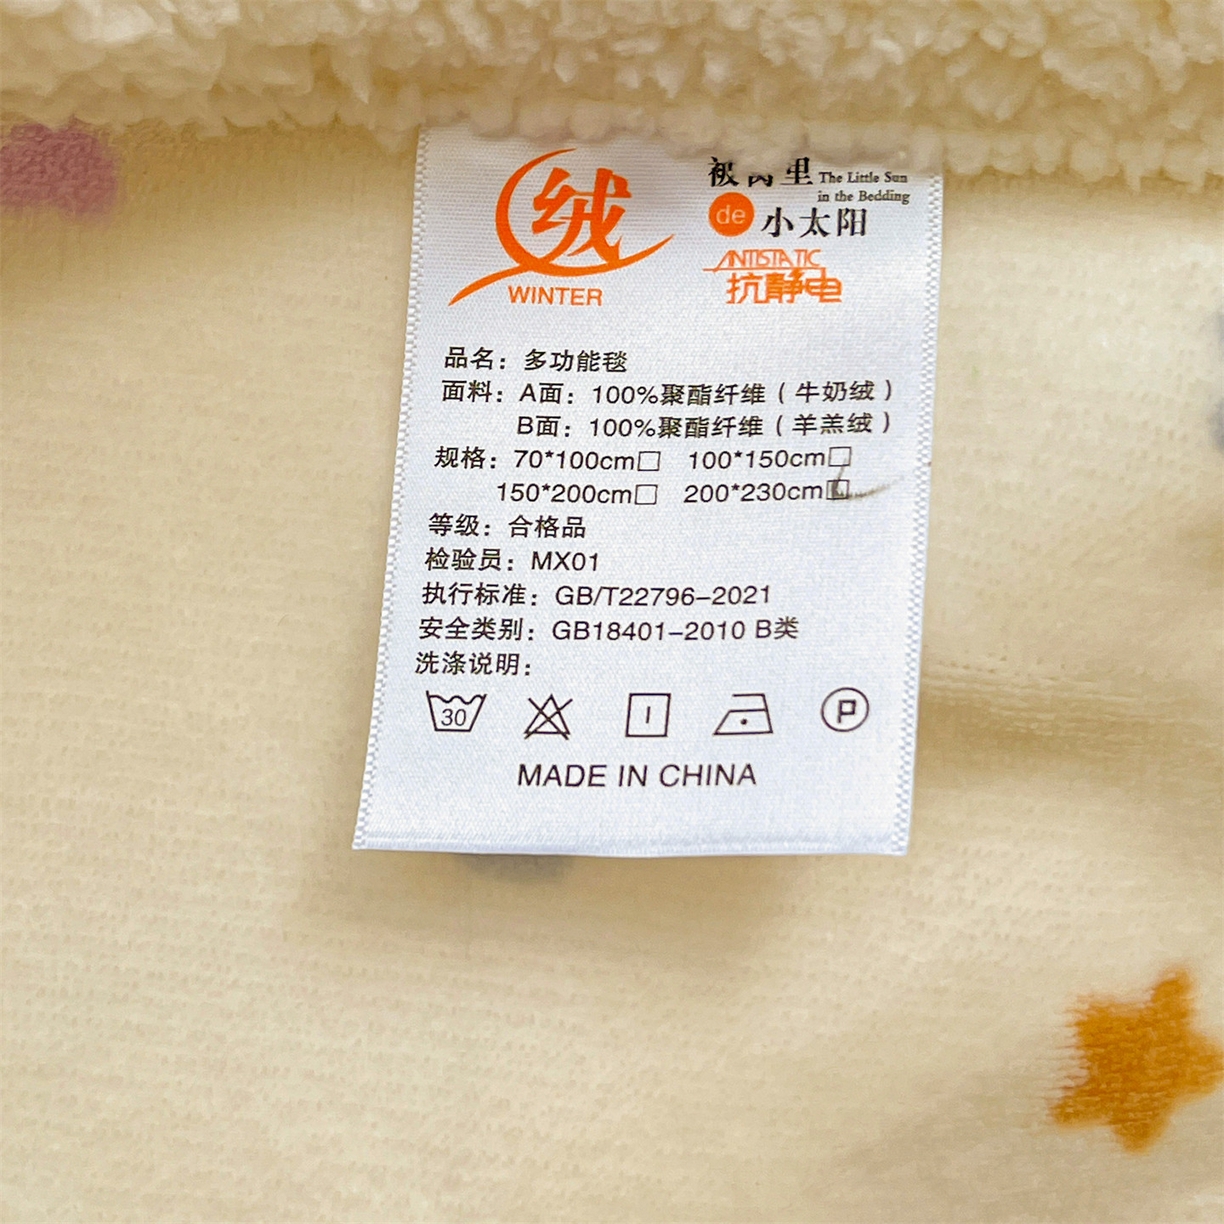 绒
WINTER
被窝里 The Little Sun
in the Bedding
de 小太阳
ANTISTATIC
抗静电
品名：多功能毯
面料：A面：100%聚酯纤维（牛奶绒）
B面：100%聚酯纤维（羊羔绒）
规格：70*100cm□ 100*150cm□
150*200cm□ 200*230cm□
等级：合格品
检验员：MX01
执行标准：GB/T22796-2021
安全类别：GB18401-2010 B类
洗涤说明：
30
P
MADE IN CHINA